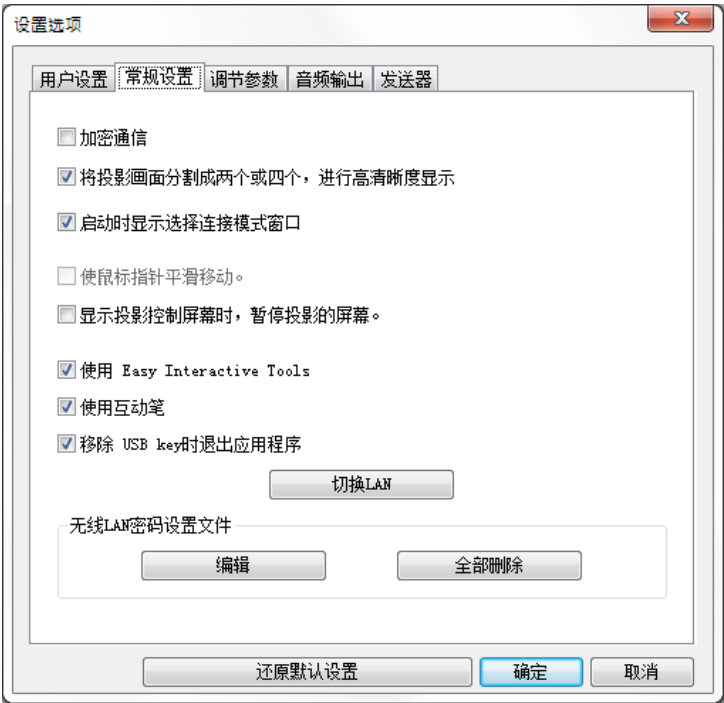 设置选项
用户设置 常规设置 调节参数 音频输出 发送器
加密通信
将投影画面分割成两个或四个，进行高清晰度显示
启动时显示选择连接模式窗口
使鼠标指针平滑移动。
显示投影控制屏幕时，暂停投影的屏幕。
使用 Easy Interactive Tools
使用互动笔
移除 USB key时退出应用程序
切换LAN
无线LAN密码设置文件
编辑 全部删除
还原默认设置 确定 取消